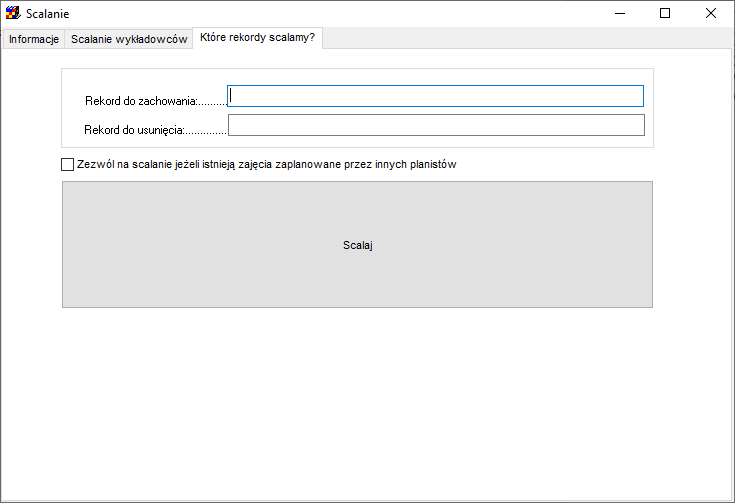 Scalanie
Informacje Scalanie wykładowców Które rekordy scalamy?
Rekord do zachowania:..........
Rekord do usunięcia:..............
Zezwól na scalanie jeżeli istnieją zajęcia zaplanowane przez innych planistów
Scalaj